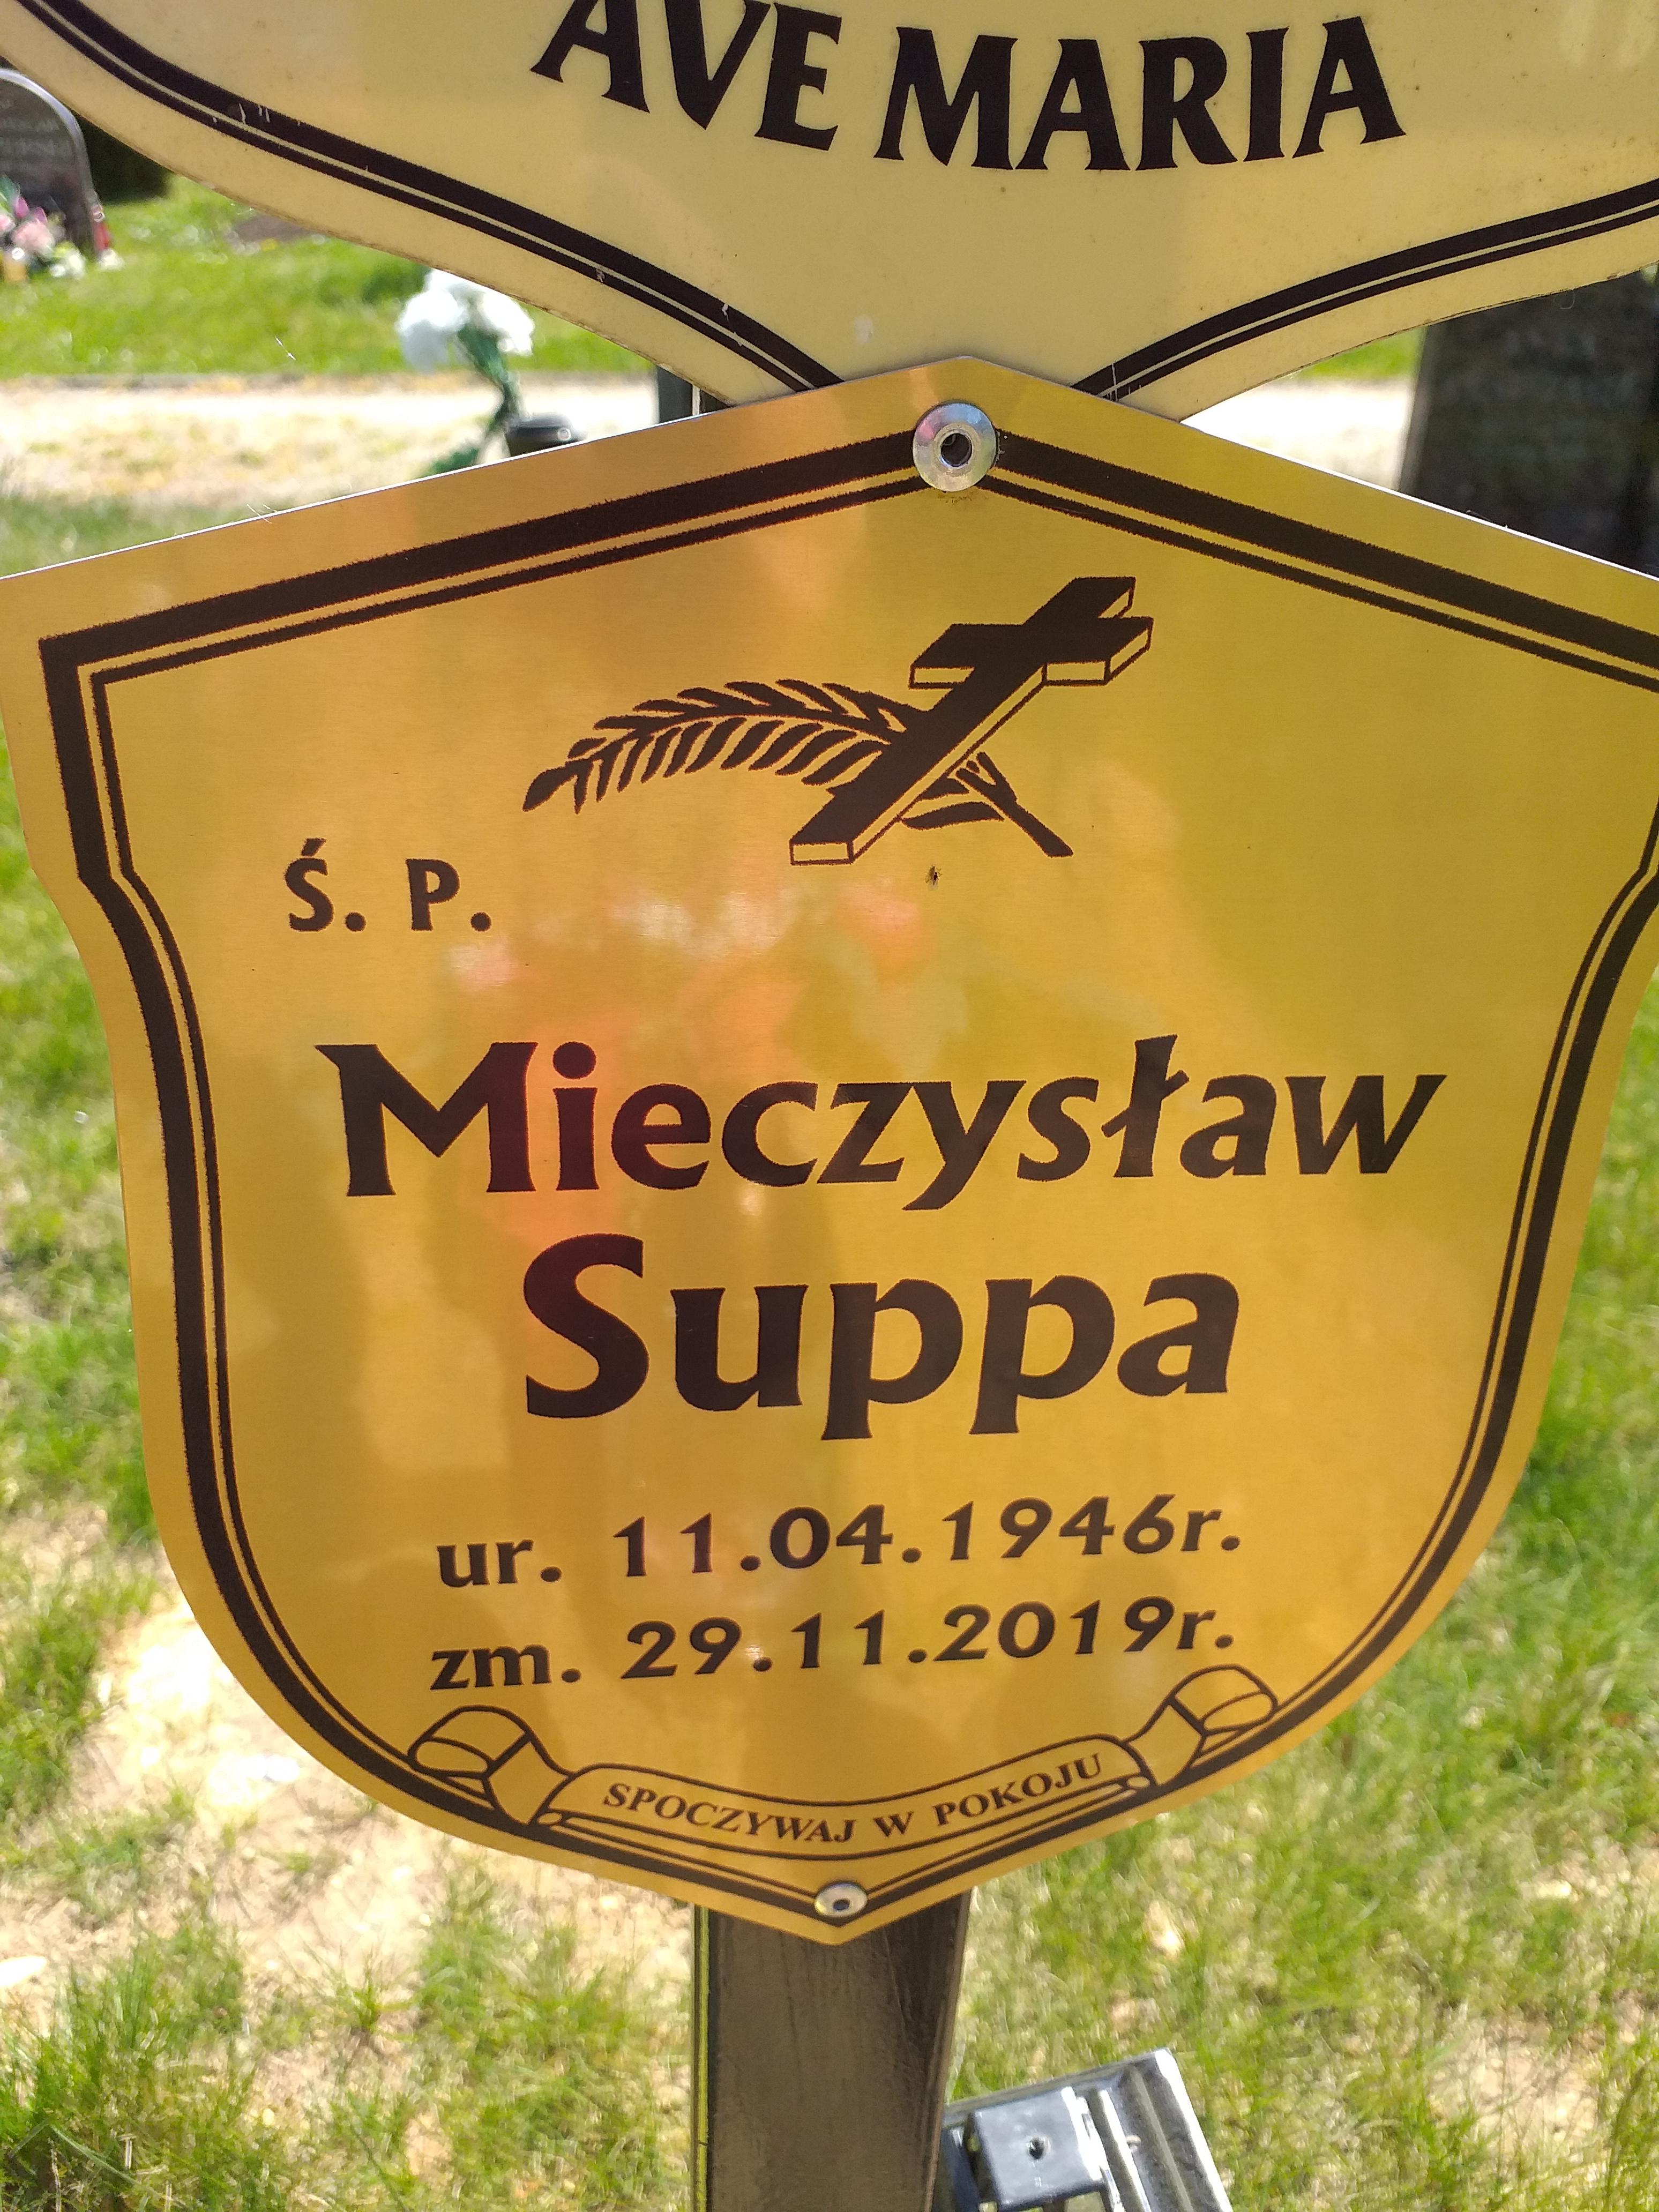 AVE MARIA
Ś. P.
Mieczysław
Suppa
ur. 11.04.1946r.
zm. 29.11.2019r.
SPOCZYWAJ W POKOJU